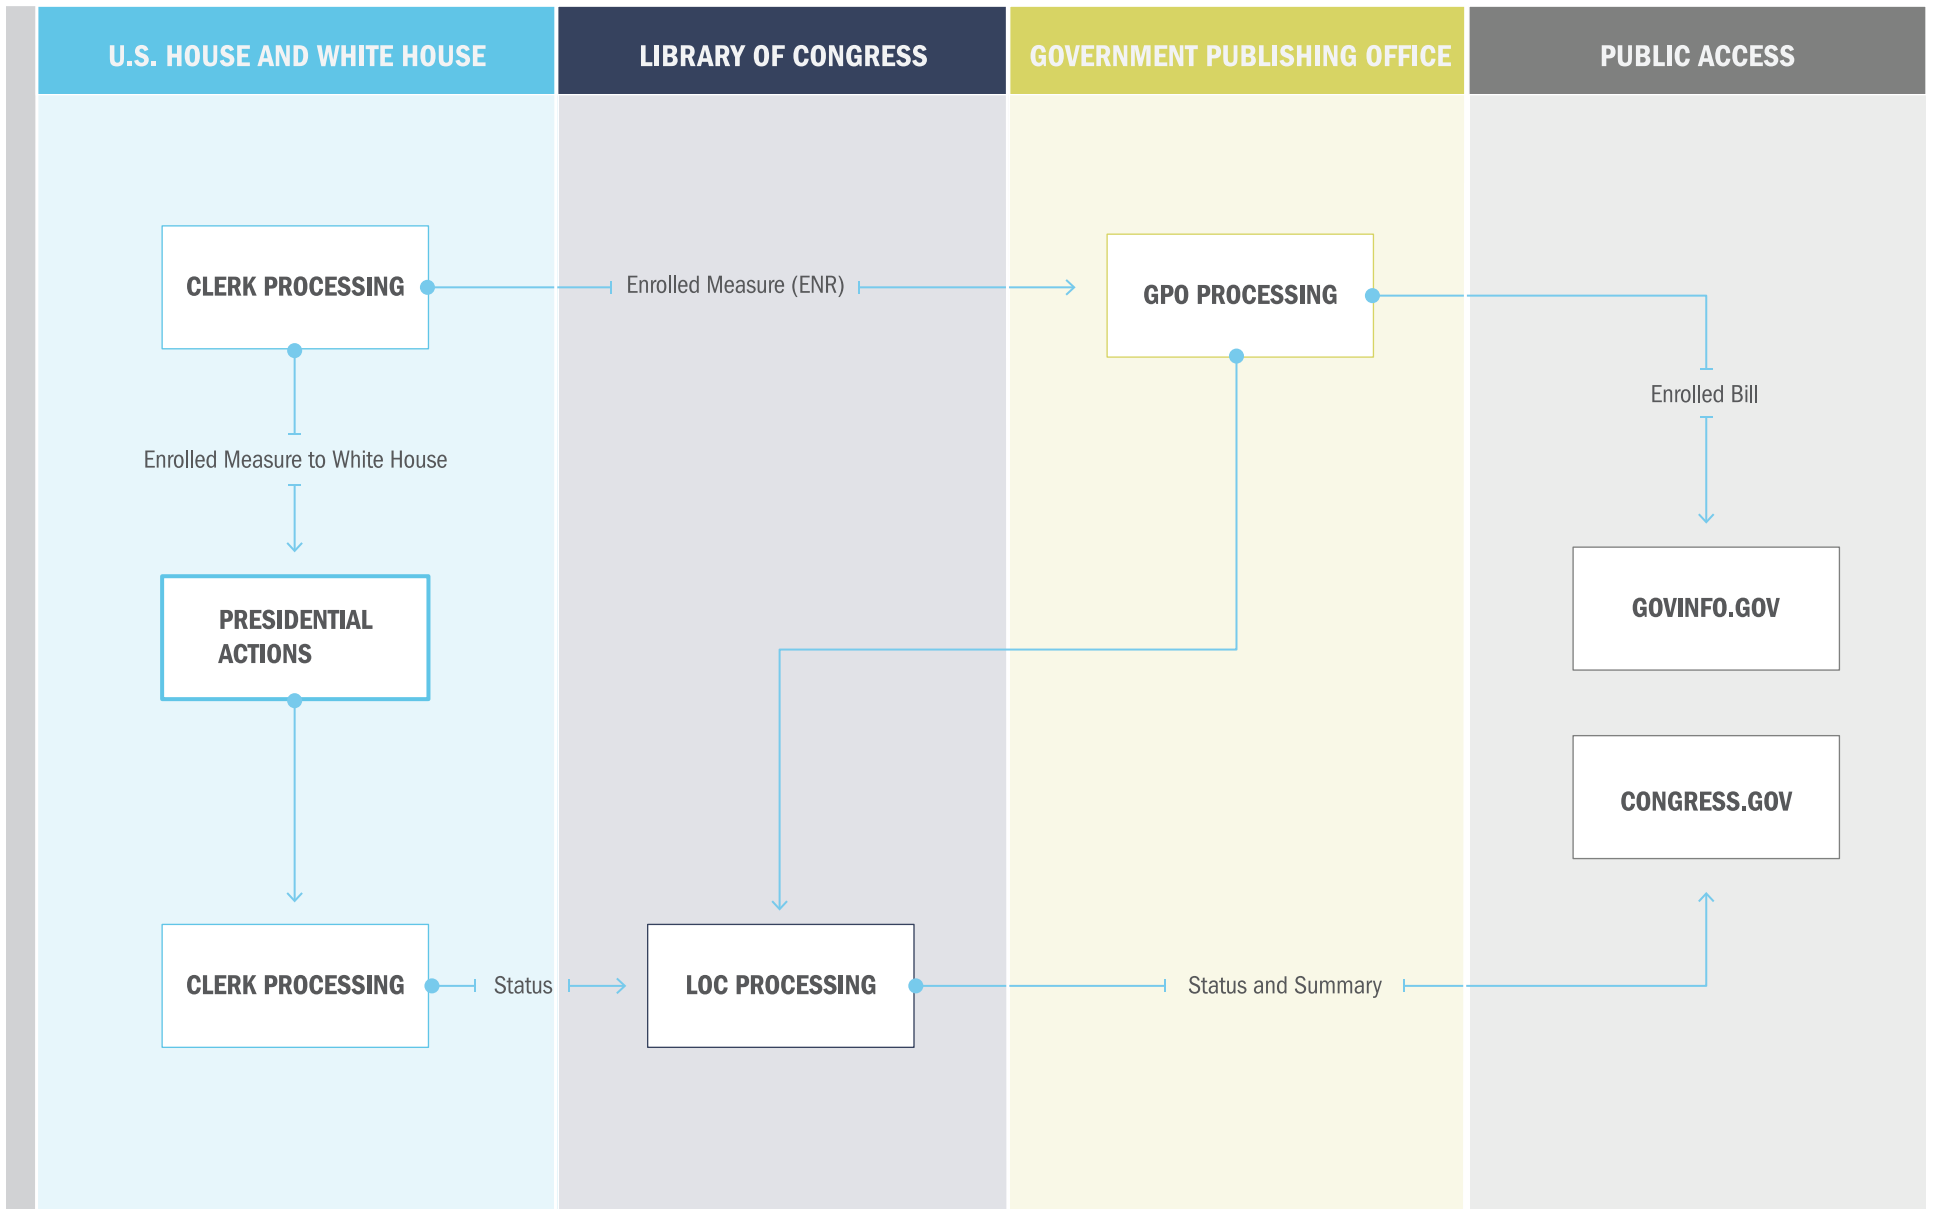 U.S. HOUSE AND WHITE HOUSE
LIBRARY OF CONGRESS
GOVERNMENT PUBLISHING OFFICE
PUBLIC ACCESS
CLERK PROCESSING
Enrolled Measure (ENR)
GPO PROCESSING
Enrolled Bill
Enrolled Measure to White House
PRESIDENTIAL
ACTIONS
GOVINFO.GOV
CONGRESS.GOV
CLERK PROCESSING
Status
LOC PROCESSING
Status and Summary